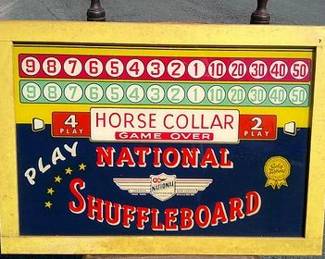 9 8 7 6 5 4 3 2 1 10 20 30 40 50
9 8 7 6 5 4 3 2 1 10 20 30 40 50
4 PLAY
HORSE COLLAR
GAME OVER
2 PLAY
PLAY
NATIONAL
NATIONAL
SHUFFLEBOARD